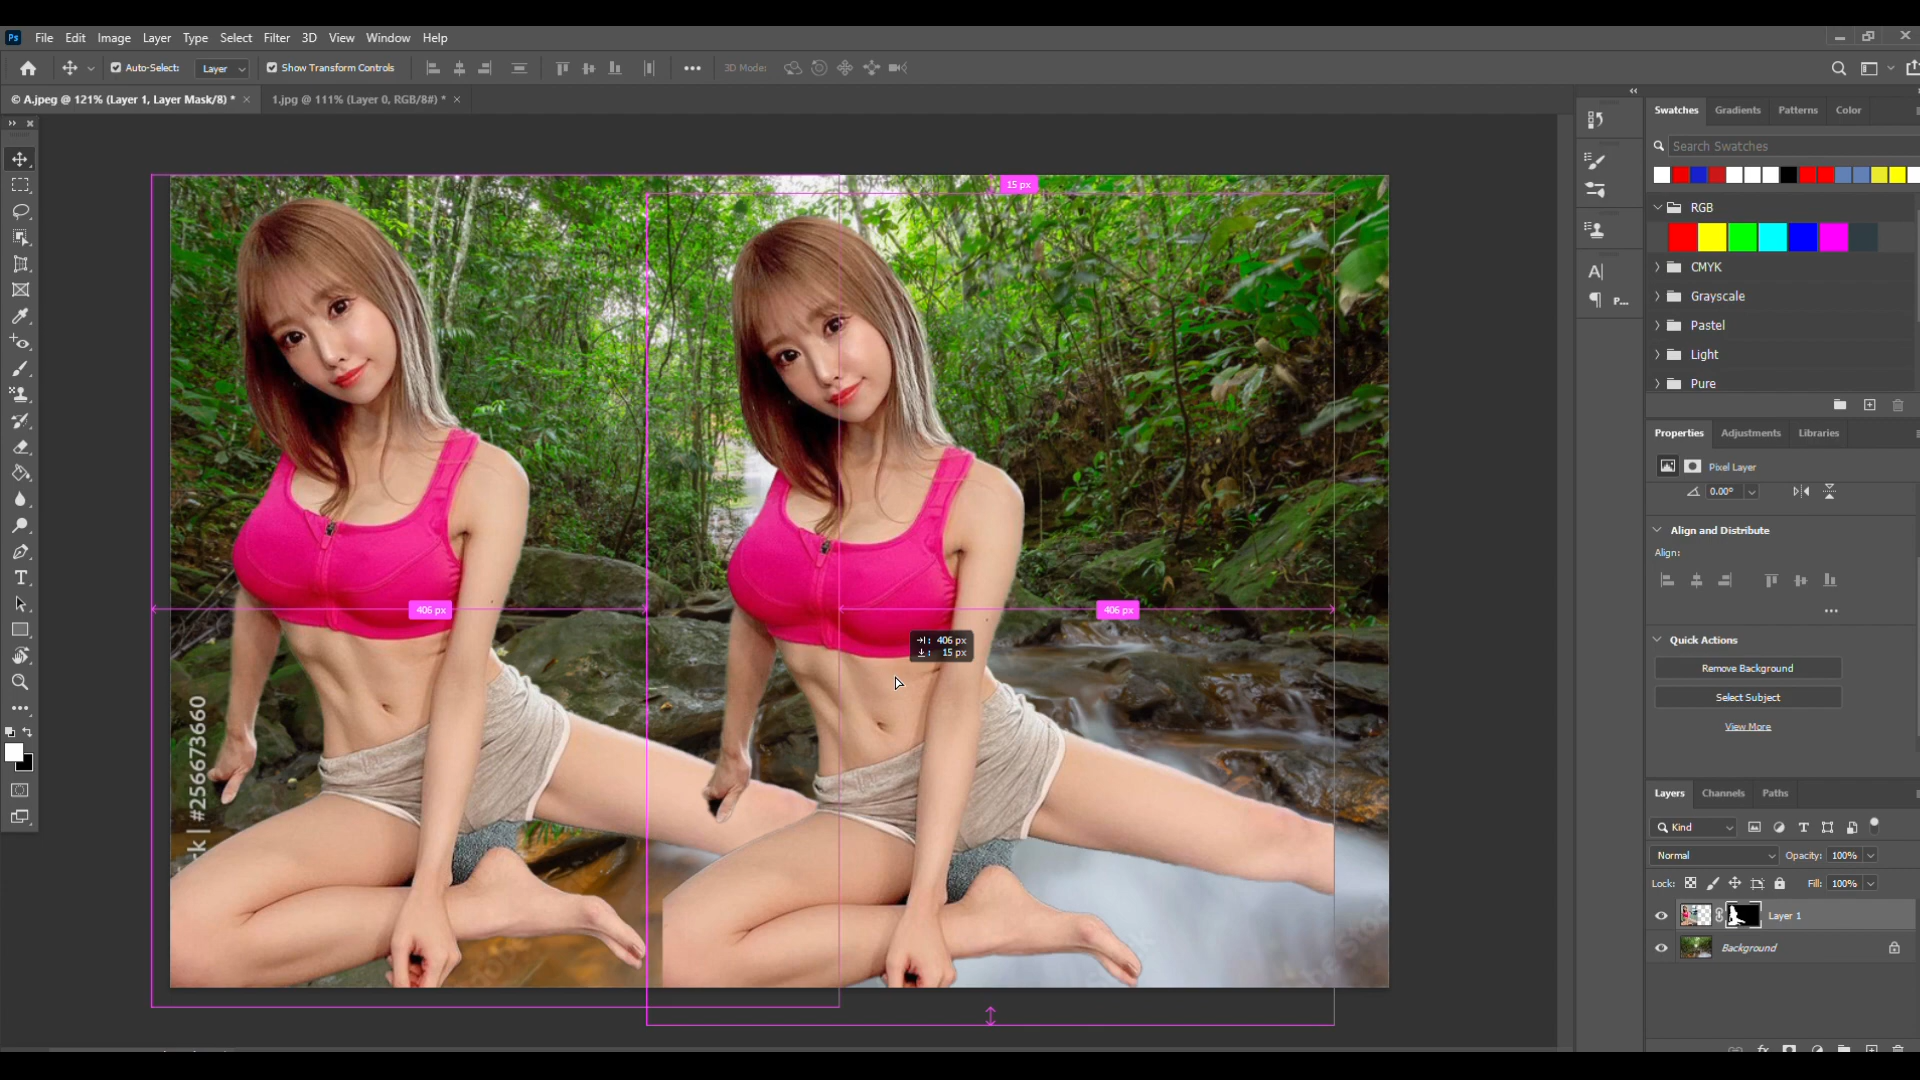 Ps File Edit Image Layer Type Select Filter 3D View Window Help
Auto-Select: Layer Show Transform Controls 3D Mode:
© A.jpeg @ 121% (Layer 1, Layer Mask/8) * × 1.jpg @ 111% (Layer 0, RGB/8#) * ×
Swatches Gradients Patterns Color
Search Swatches
RGB
CMYK
Grayscale
Pastel
Light
Pure
Properties Adjustments Libraries
Pixel Layer
0.00°
Align and Distribute
Align:
Quick Actions
Remove Background
Select Subject
View More
Layers Channels Paths
Kind
Normal Opacity: 100%
Lock: Fill: 100%
Layer 1
Background
15 px
406 px
406 px
406 px
15 px
ck | #256673660
P...